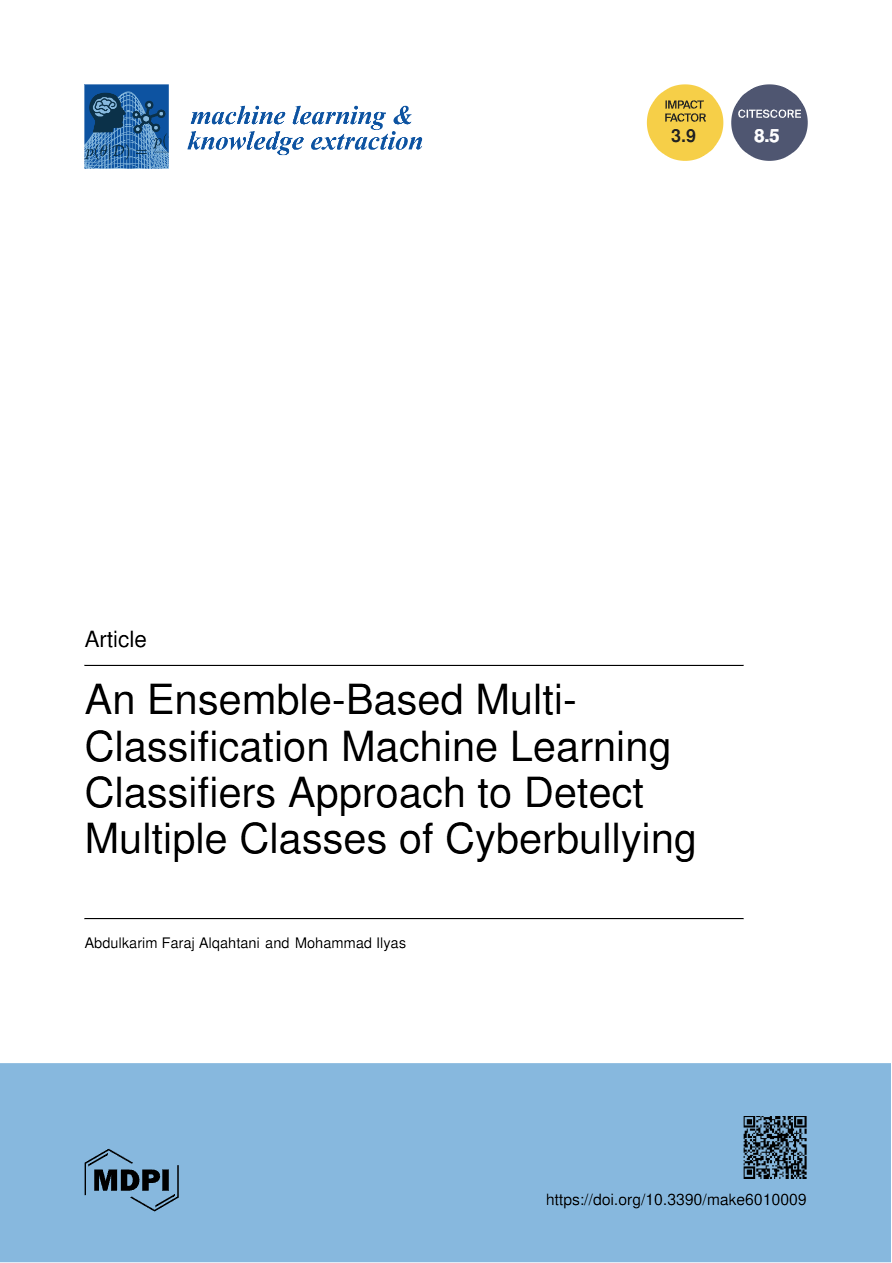 machine learning &
knowledge extraction
IMPACT
FACTOR
3.9
CITESCORE
8.5
Article
An Ensemble-Based Multi-
Classification Machine Learning
Classifiers Approach to Detect
Multiple Classes of Cyberbullying
Abdulkarim Faraj Alqahtani and Mohammad Ilyas
MDPI
https://doi.org/10.3390/make6010009